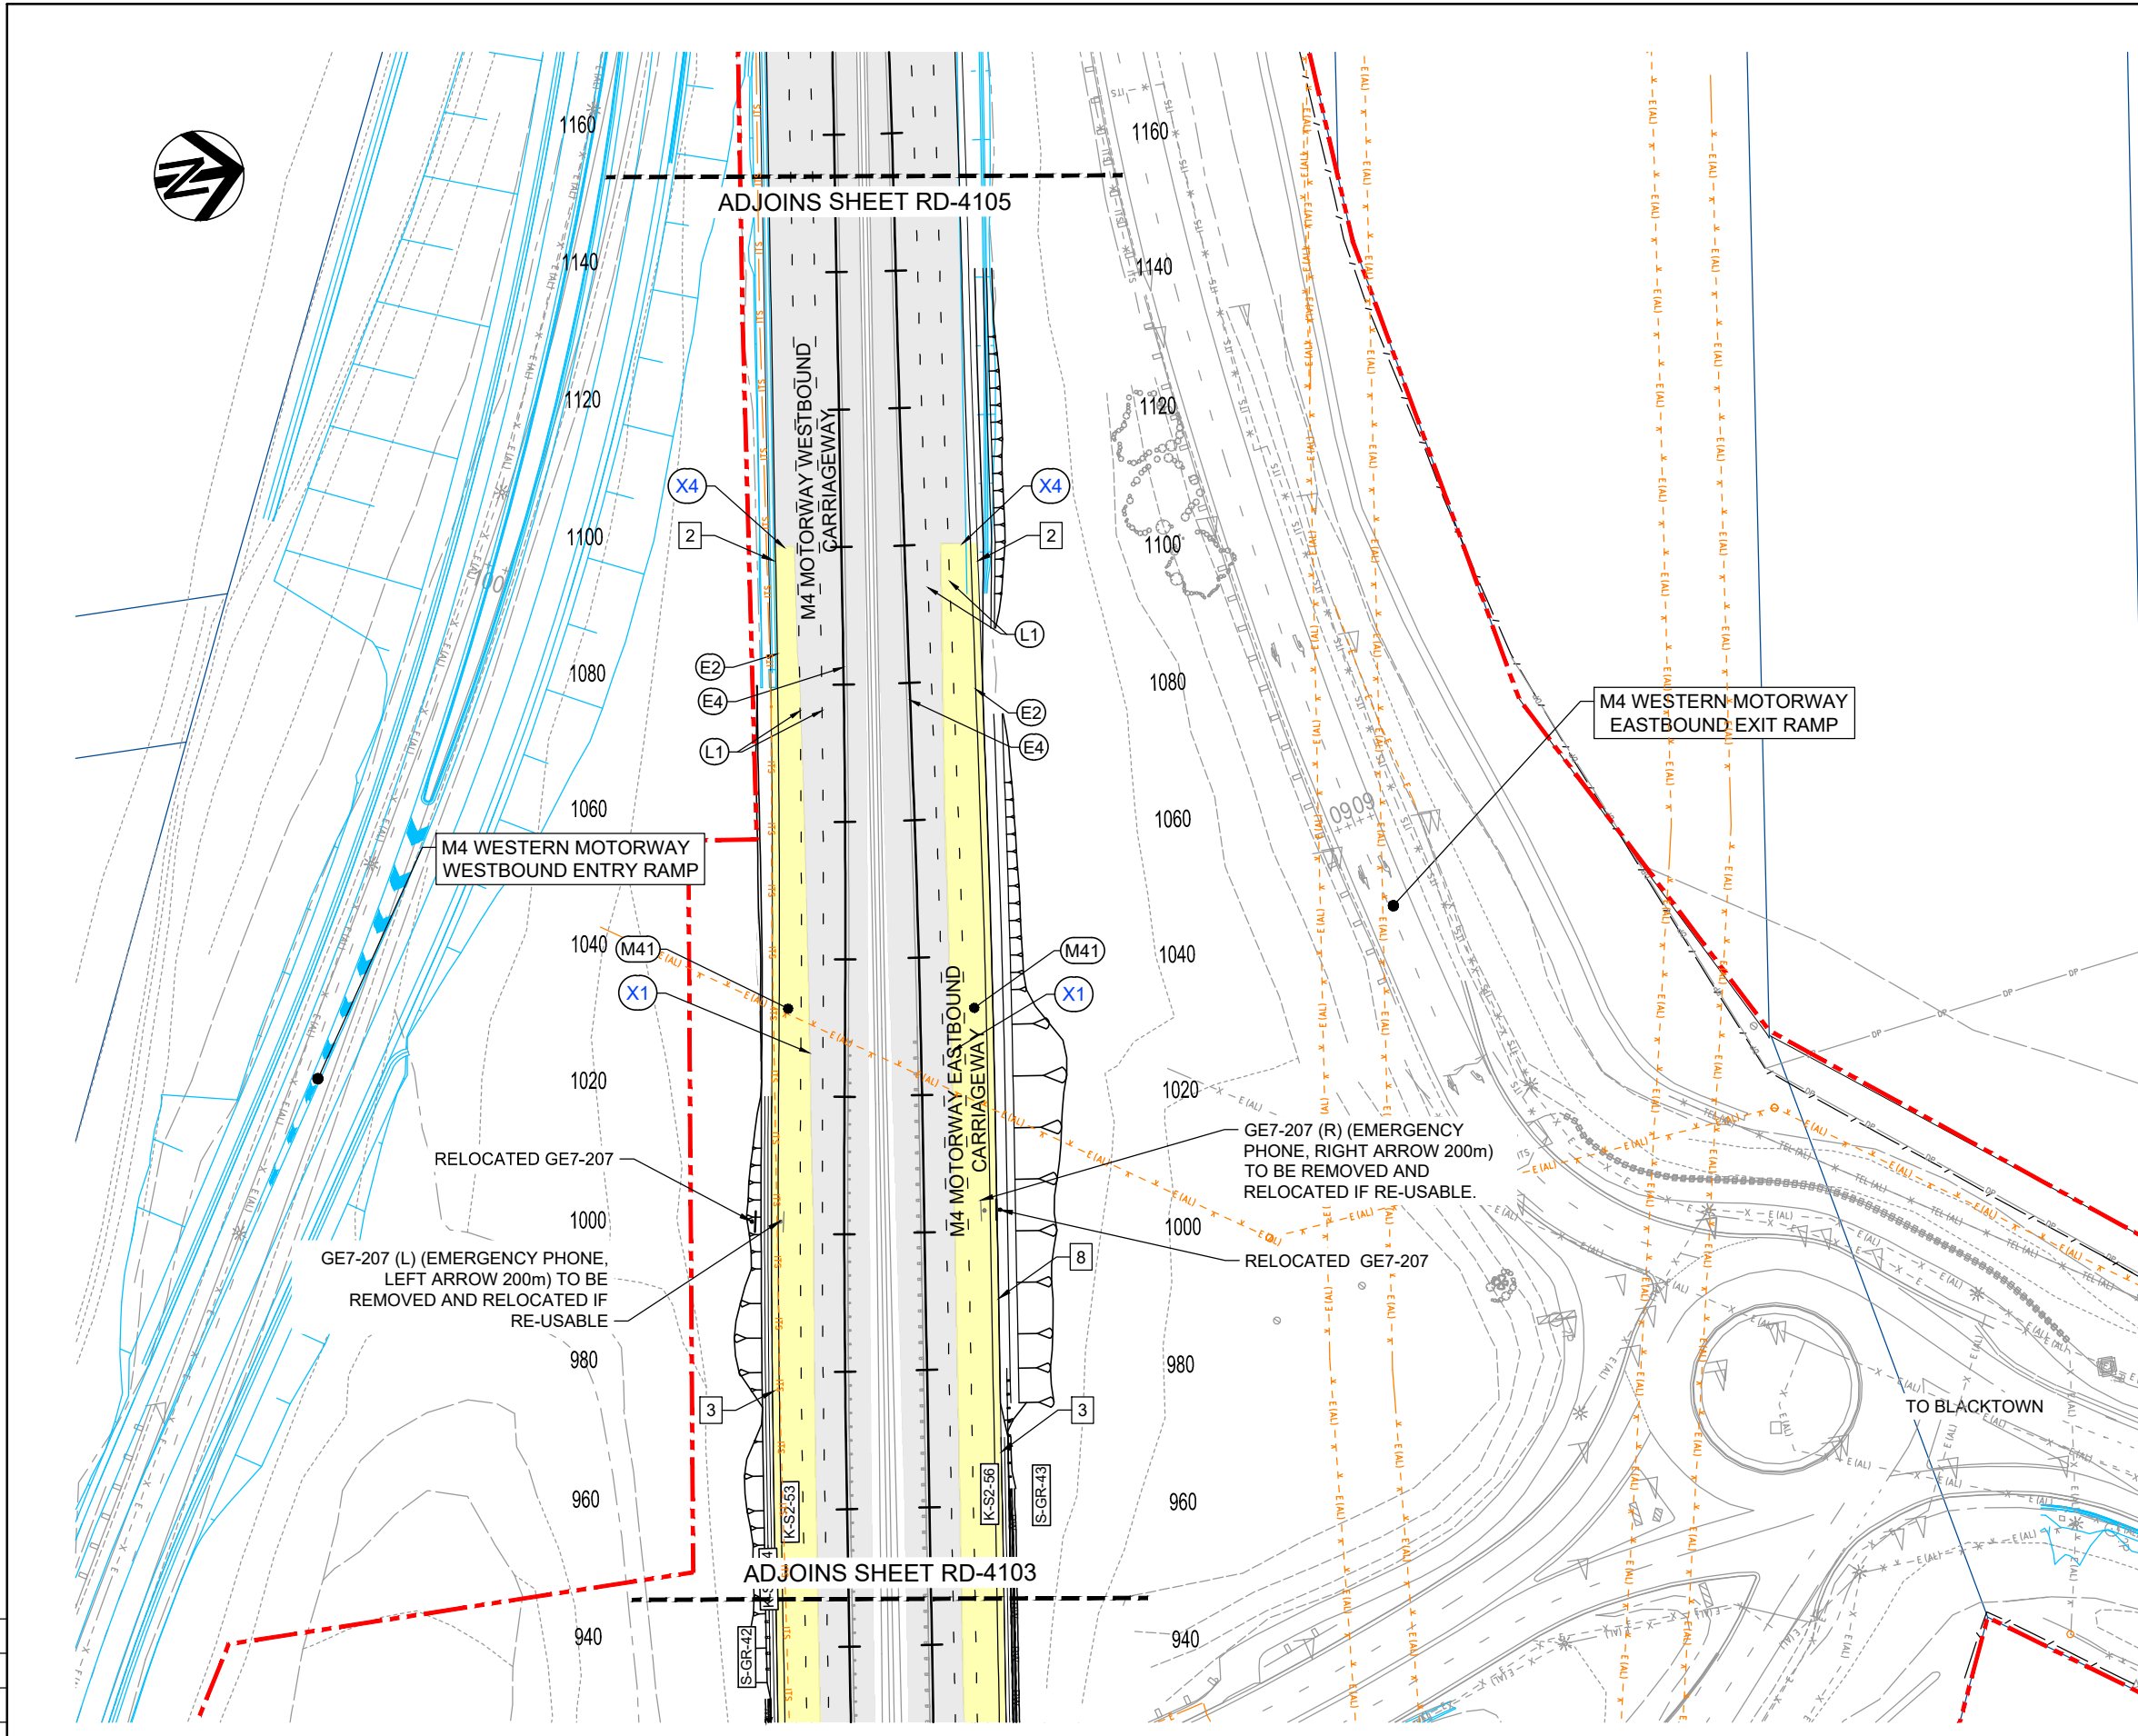 N
1160
1160
ADJOINS SHEET RD-4105
1140
1140
M4 MOTORWAY WESTBOUND
CARRIAGEWAY
1120
1120
X4
X4
2
2
1100
1100
L1
E2
1080
1080
E4
E2
L1
E4
M4 WESTERN MOTORWAY
EASTBOUND EXIT RAMP
1060
1060
M4 WESTERN MOTORWAY
WESTBOUND ENTRY RAMP
1040
1040
M41
M41
X1
X1
M4 MOTORWAY EASTBOUND
CARRIAGEWAY
1020
1020
RELOCATED GE7-207
GE7-207 (R) (EMERGENCY
PHONE, RIGHT ARROW 200m)
TO BE REMOVED AND
RELOCATED IF RE-USABLE.
1000
1000
GE7-207 (L) (EMERGENCY PHONE,
LEFT ARROW 200m) TO BE
REMOVED AND RELOCATED IF
RE-USABLE
RELOCATED GE7-207
8
980
980
3
3
TO BLACKTOWN
960
960
K-S2-53
K-S2-56
S-GR-43
ADJOINS SHEET RD-4103
940
940
S-GR-42
ITS
E(AL)
TEL(AL)
DP